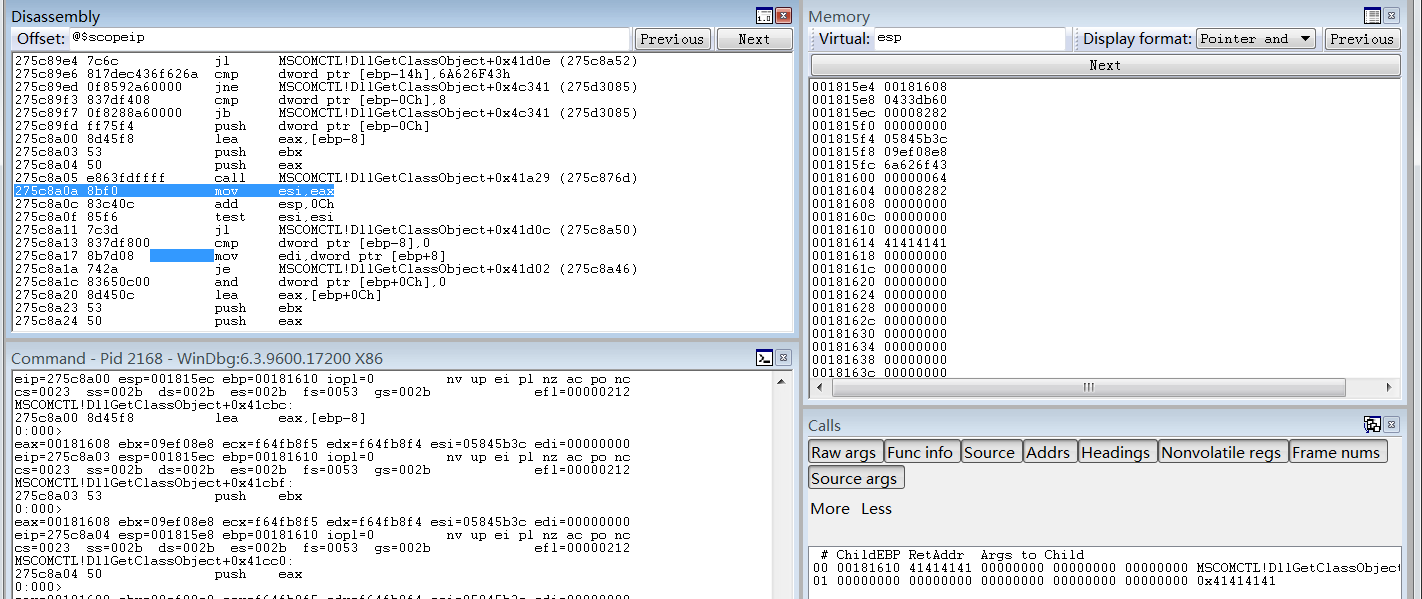 Disassembly
Offset: @$scopeip Previous Next
275c89e4 7c6c jl MSCOMCTL!DllGetClassObject+0x41d0e (275c8a52)
275c89e6 817dec436f626a cmp dword ptr [ebp-14h],6A626F43h
275c89ed 0f8592a60000 jne MSCOMCTL!DllGetClassObject+0x4c341 (275d3085)
275c89f3 837df408 cmp dword ptr [ebp-0Ch],8
275c89f7 0f8288a60000 jb MSCOMCTL!DllGetClassObject+0x4c341 (275d3085)
275c89fd ff75f4 push dword ptr [ebp-0Ch]
275c8a00 8d45f8 lea eax,[ebp-8]
275c8a03 53 push ebx
275c8a04 50 push eax
275c8a05 e863fdffff call MSCOMCTL!DllGetClassObject+0x41a29 (275c876d)
275c8a0a 8bf0 mov esi,eax
275c8a0c 83c40c add esp,0Ch
275c8a0f 85f6 test esi,esi
275c8a11 7c3d jl MSCOMCTL!DllGetClassObject+0x41d0c (275c8a50)
275c8a13 837df800 cmp dword ptr [ebp-8],0
275c8a17 8b7d08 mov edi,dword ptr [ebp+8]
275c8a1a 742a je MSCOMCTL!DllGetClassObject+0x41d02 (275c8a46)
275c8a1c 83650c00 and dword ptr [ebp+0Ch],0
275c8a20 8d450c lea eax,[ebp+0Ch]
275c8a23 53 push ebx
275c8a24 50 push eax
Command - Pid 2168 - WinDbg:6.3.9600.17200 X86
eip=275c8a00 esp=001815ec ebp=00181610 iopl=0 nv up ei pl nz ac po nc
cs=0023 ss=002b ds=002b es=002b fs=0053 gs=002b efl=00000212
MSCOMCTL!DllGetClassObject+0x41cbc:
275c8a00 8d45f8 lea eax,[ebp-8]
0:000>
eax=00181608 ebx=09ef08e8 ecx=f64fb8f5 edx=f64fb8f4 esi=05845b3c edi=00000000
eip=275c8a03 esp=001815ec ebp=00181610 iopl=0 nv up ei pl nz ac po nc
cs=0023 ss=002b ds=002b es=002b fs=0053 gs=002b efl=00000212
MSCOMCTL!DllGetClassObject+0x41cbf:
275c8a03 53 push ebx
0:000>
eax=00181608 ebx=09ef08e8 ecx=f64fb8f5 edx=f64fb8f4 esi=05845b3c edi=00000000
eip=275c8a04 esp=001815e8 ebp=00181610 iopl=0 nv up ei pl nz ac po nc
cs=0023 ss=002b ds=002b es=002b fs=0053 gs=002b efl=00000212
MSCOMCTL!DllGetClassObject+0x41cc0:
275c8a04 50 push eax
0:000>
Memory
Virtual: esp Display format: Pointer and Previous
Next
001815e4 00181608
001815e8 0433db60
001815ec 00008282
001815f0 00000000
001815f4 05845b3c
001815f8 09ef08e8
001815fc 6a626f43
00181600 00000064
00181604 00008282
00181608 00000000
0018160c 00000000
00181610 00000000
00181614 41414141
00181618 00000000
0018161c 00000000
00181620 00000000
00181624 00000000
00181628 00000000
0018162c 00000000
00181630 00000000
00181634 00000000
00181638 00000000
0018163c 00000000
Calls
Raw args Func info Source Addrs Headings Nonvolatile regs Frame nums
Source args
More Less
# ChildEBP RetAddr Args to Child
00 00181610 41414141 00000000 00000000 00000000 MSCOMCTL!DllGetClassObject
01 00000000 00000000 00000000 00000000 00000000 0x41414141